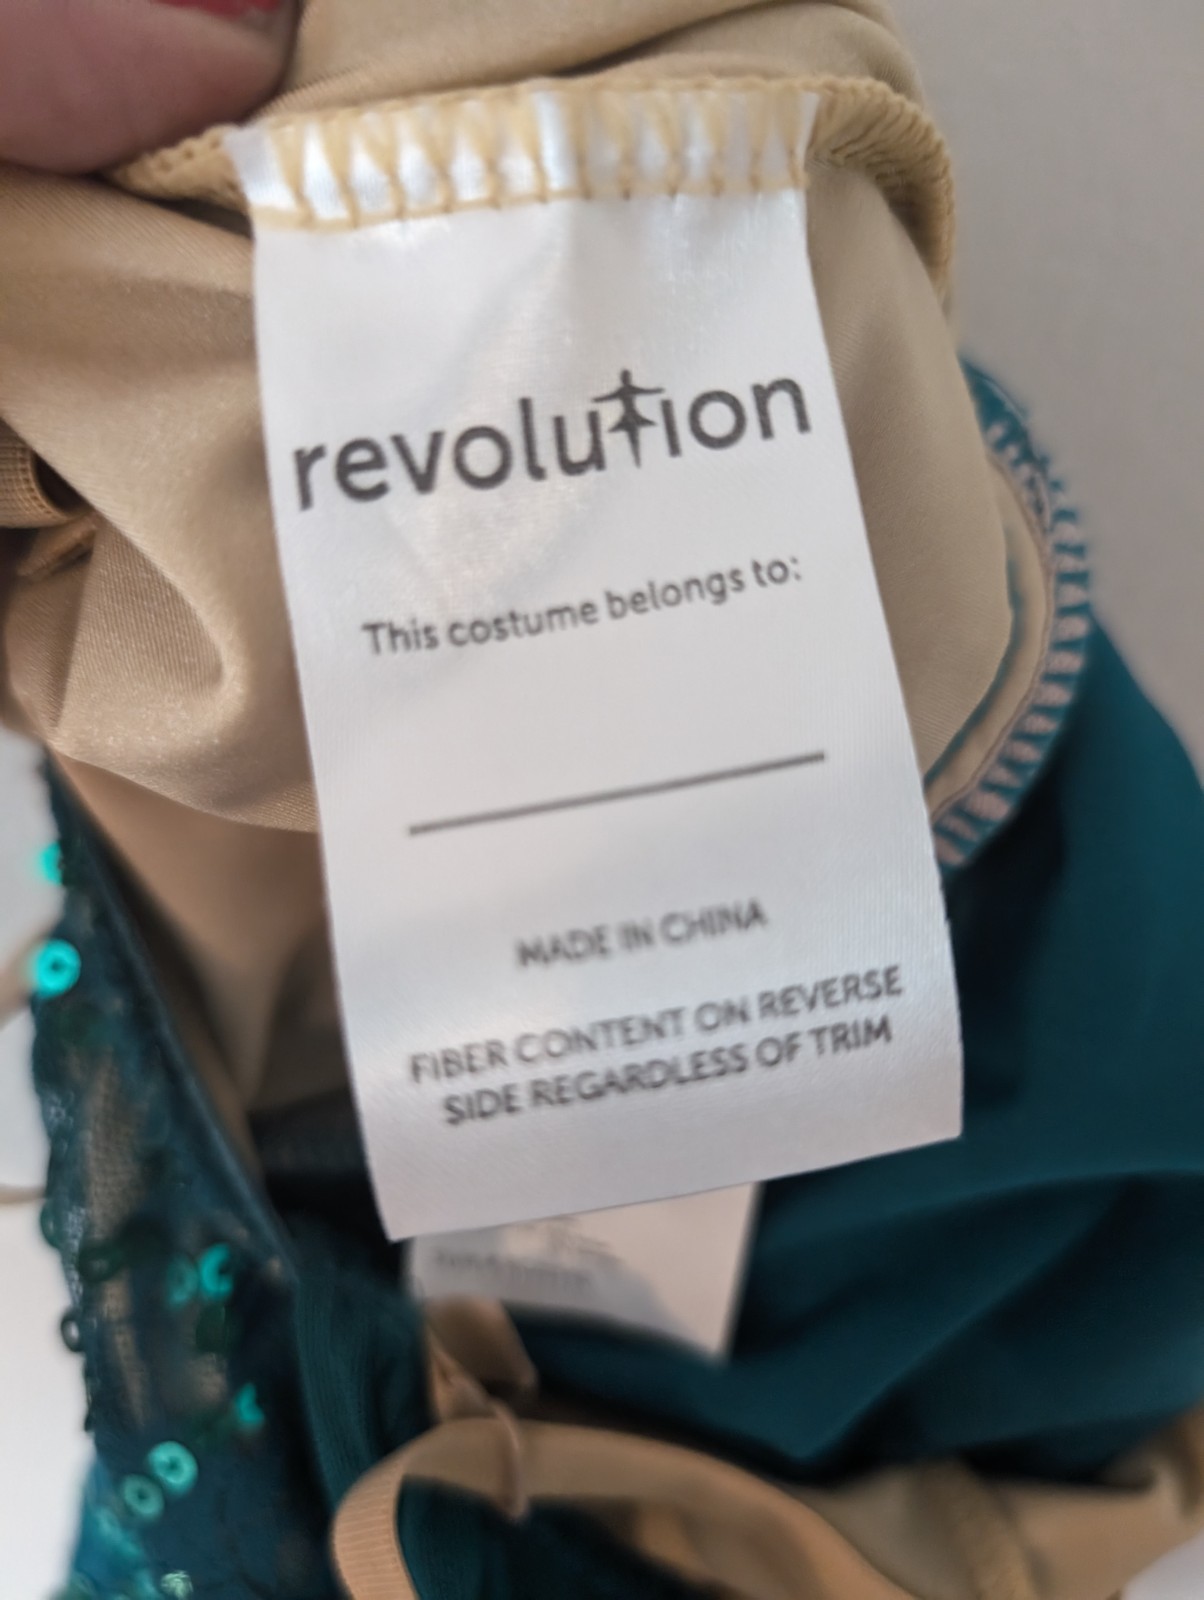 revolution
This costume belongs to:
MADE IN CHINA
FIBER CONTENT ON REVERSE
SIDE REGARDLESS OF TRIM